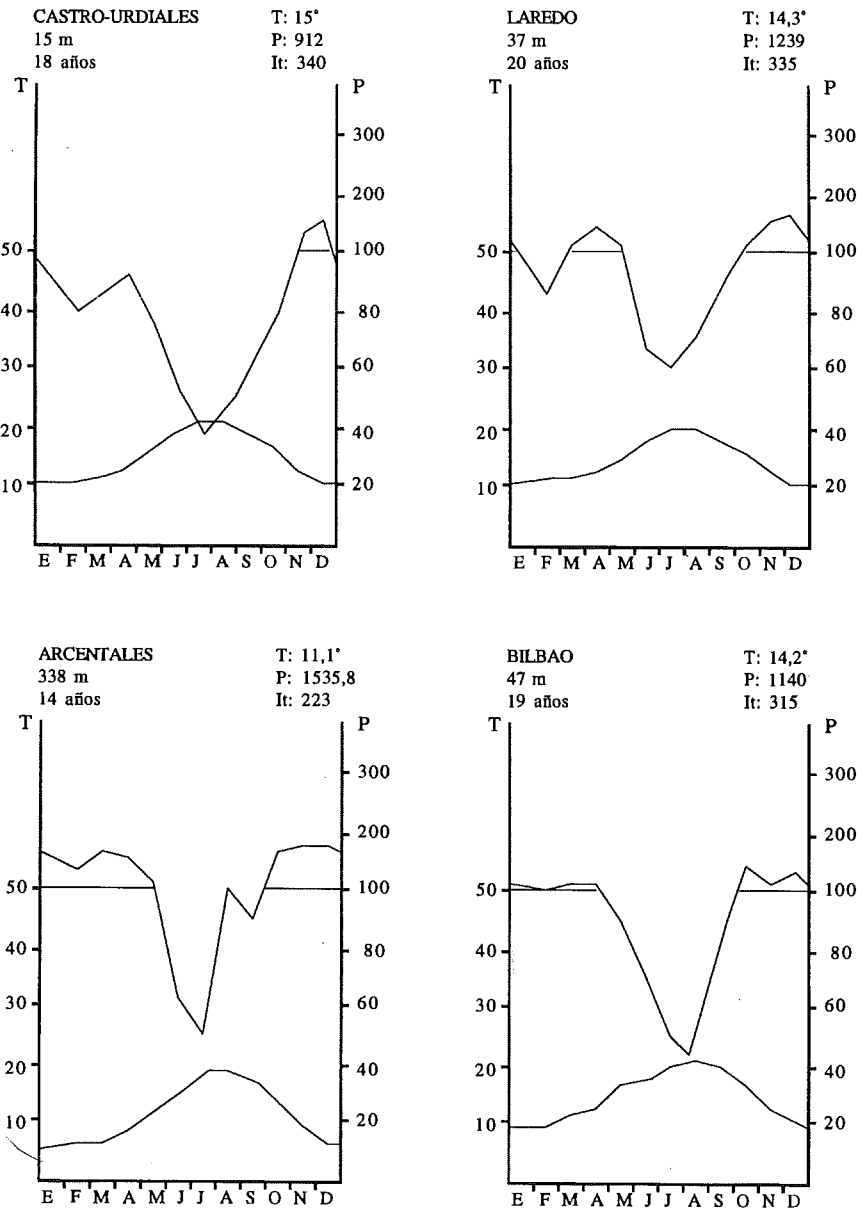 CASTRO-URDIALES T: 15°
15 m P: 912
18 años It: 340
T P
300
200
50 100
40 80
30 60
20 40
10 20
E F M A M J J A S O N D
LAREDO T: 14,3°
37 m P: 1239
20 años It: 335
T P
300
200
50 100
40 80
30 60
20 40
10 20
E F M A M J J A S O N D
ARCENTALES T: 11,1°
338 m P: 1535,8
14 años It: 223
T P
300
200
50 100
40 80
30 60
20 40
10 20
E F M A M J J A S O N D
BILBAO T: 14,2°
47 m P: 1140
19 años It: 315
T P
300
200
50 100
40 80
30 60
20 40
10 20
E F M A M J J A S O N D